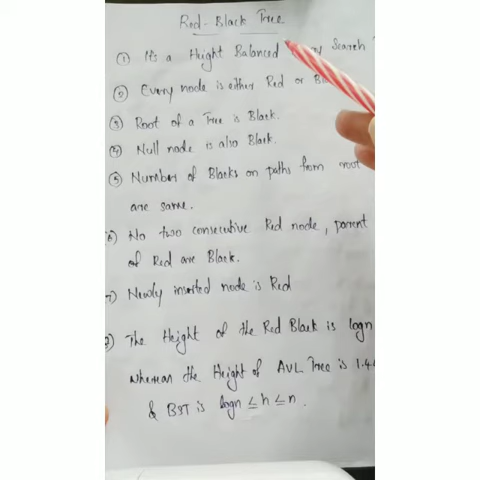 Red-Black Tree
① It's a Height Balanced Search
② Every node is either Red or
③ Root of a Tree is Black.
④ Null node is also Black.
⑤ Number of Blacks on paths from root
are same.
⑥ No two consecutive Red node, parent
of Red are Black.
⑦ Newly inserted node is Red
⑧ The Height of the Red Black is logn
whereas the Height of AVL Tree is 1.44
& BST is logn ≤ h ≤ n.